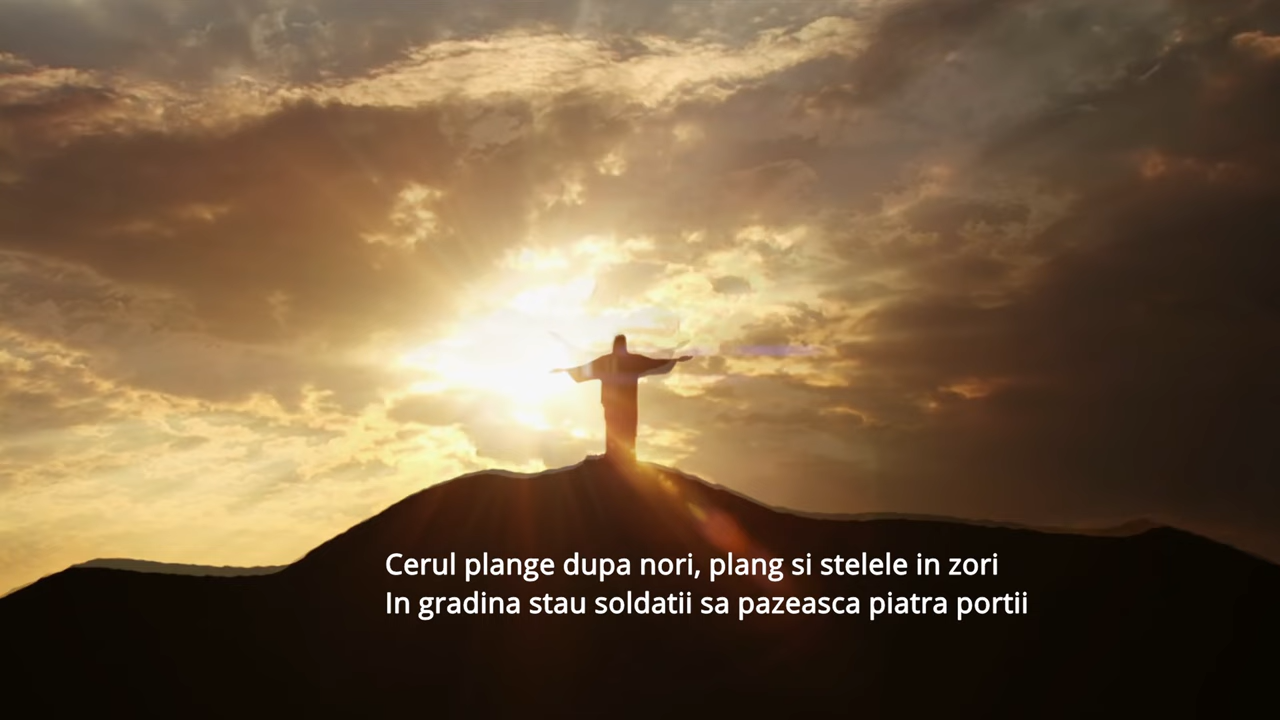 Cerul plange dupa nori, plang si stelele in zori
In gradina stau soldatii sa pazeasca piatra portii